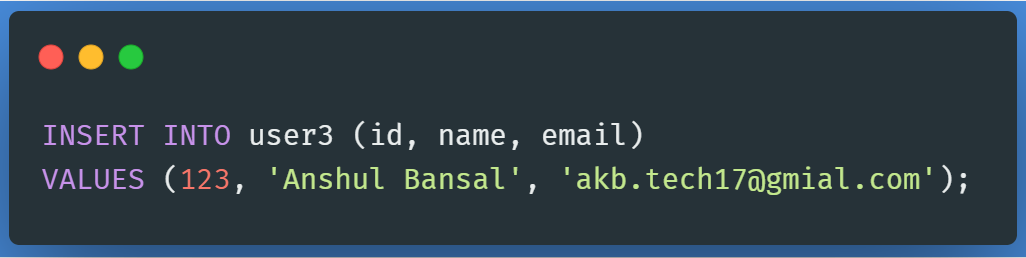 INSERT INTO user3 (id, name, email)
VALUES (123, 'Anshul Bansal', 'akb.tech17@gmial.com');